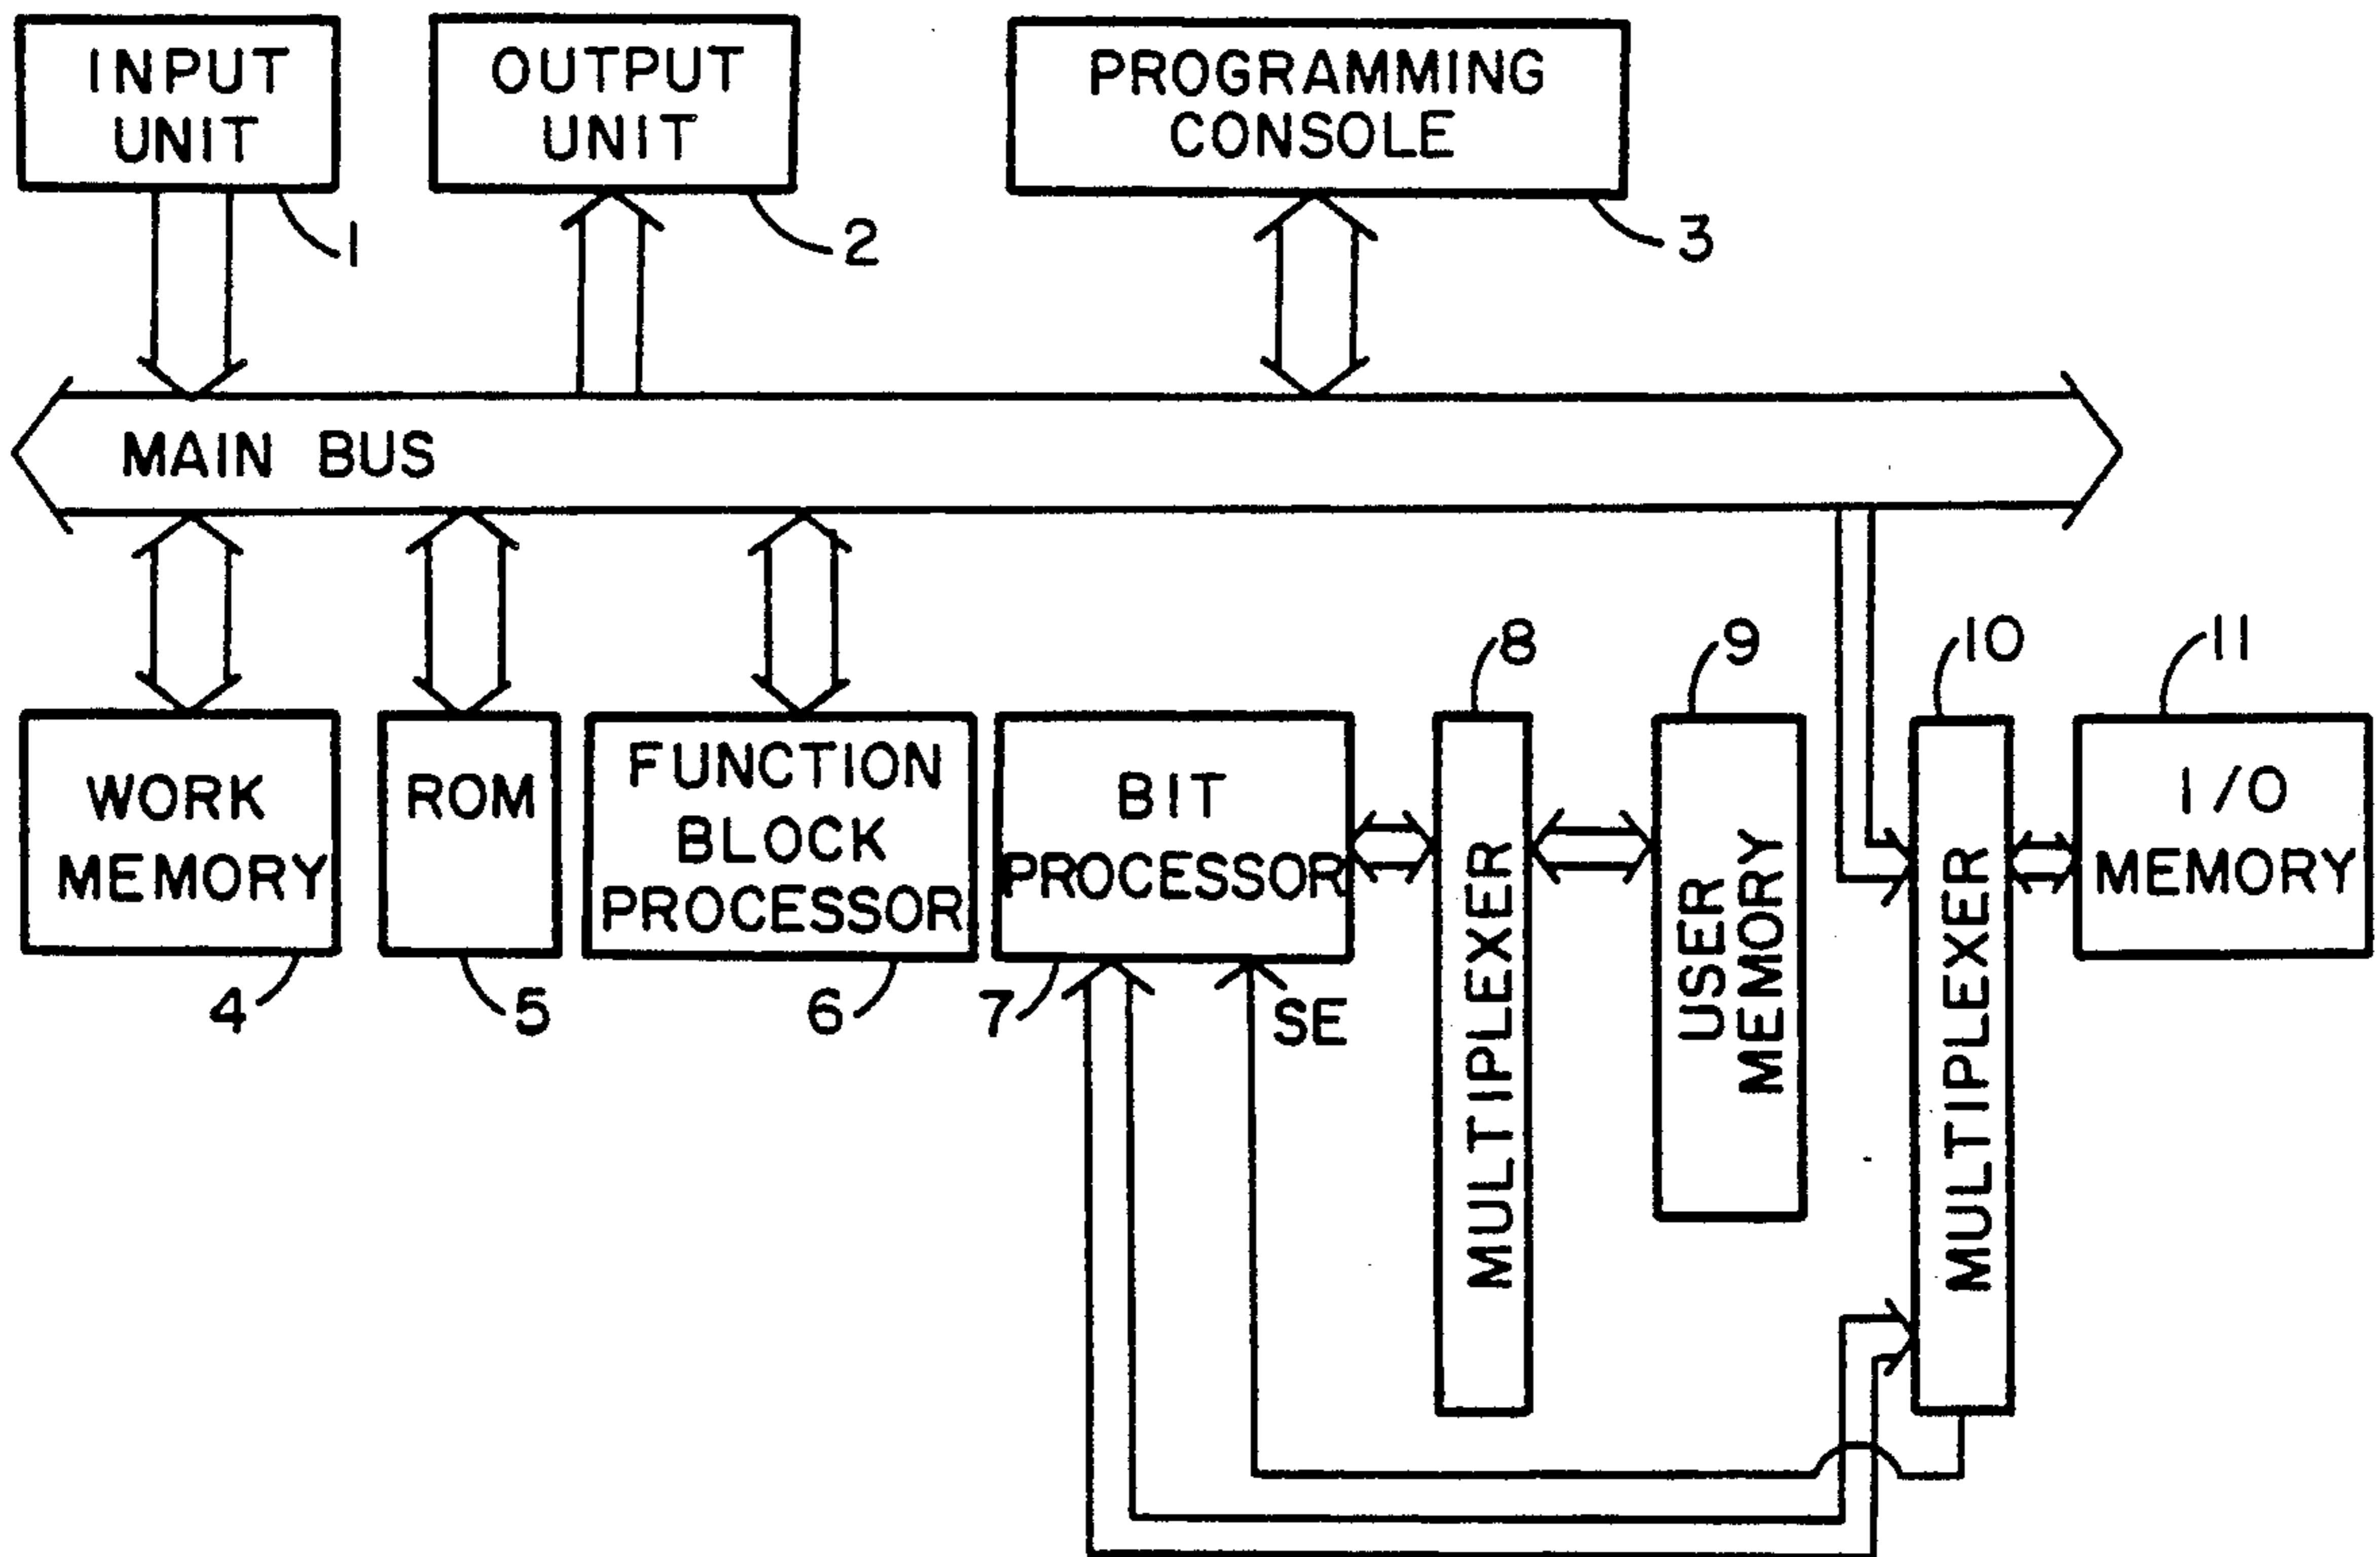 INPUT
UNIT
1
OUTPUT
UNIT
2
PROGRAMMING
CONSOLE
3
MAIN BUS
WORK
MEMORY
4
ROM
5
FUNCTION
BLOCK
PROCESSOR
6
BIT
PROCESSOR
7
SE
8
MULTIPLEXER
9
USER
MEMORY
10
MULTIPLEXER
11
I/O
MEMORY